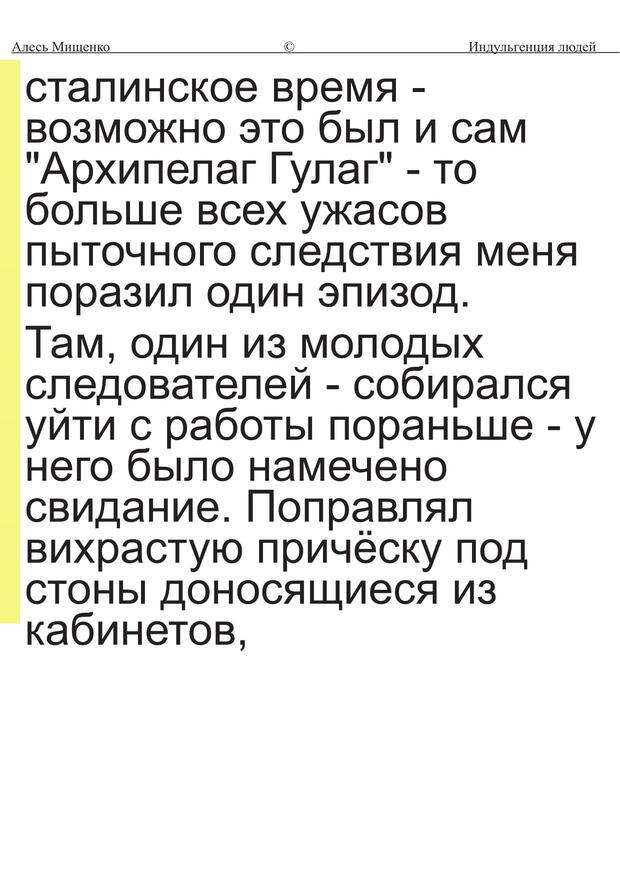 Алесь Мищенко © Индульгенция людей
сталинское время -
возможно это был и сам
"Архипелаг Гулаг" - то
больше всех ужасов
пыточного следствия меня
поразил один эпизод.
Там, один из молодых
следователей - собирался
уйти с работы пораньше - у
него было намечено
свидание. Поправлял
вихрастую причёску под
стоны доносящиеся из
кабинетов,